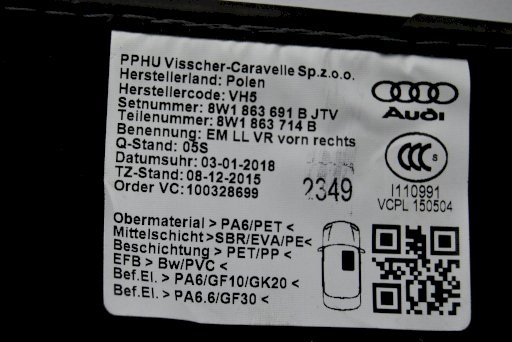 PPHU Visscher-Caravelle Sp.z.o.o.
Herstellerland: Polen
Herstellercode: VH5
Setnummer: 8W1 863 691 B JTV
Teilenummer: 8W1 863 714 B
Benennung: EM LL VR vorn rechts
Q-Stand: 05S
Datumsuhr: 03-01-2018
TZ-Stand: 08-12-2015
Order VC: 100328699
2349
Audi
CCC S
I110991
VCPL 150504
Obermaterial > PA6/PET <
Mittelschicht >SBR/EVA/PE<
Beschichtung > PET/PP <
EFB > Bw/PVC <
Bef.El. > PA6/GF10/GK20 <
Bef.El. > PA6.6/GF30 <